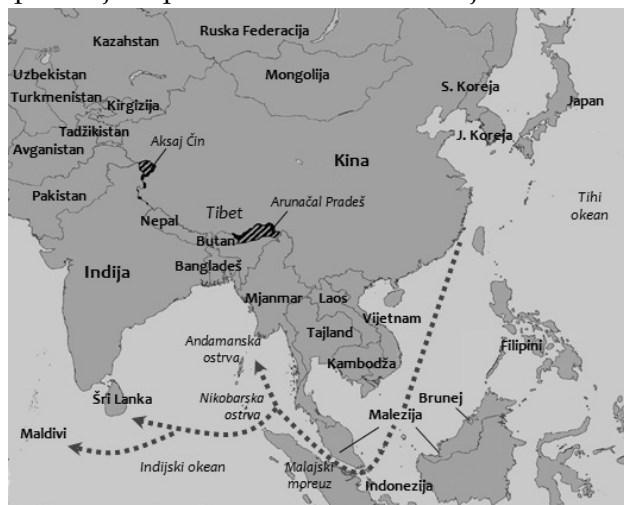 Ruska Federacija
Kazahstan
Mongolija
Uzbekistan
Turkmenistan
Kirgizija
S. Koreja
Japan
Tadžikistan
Avganistan
Aksaj Čin
J. Koreja
Kina
Pakistan
Tibet
Arunačal Pradeš
Tihi
okean
Nepal
Butan
Indija
Bangladeš
Mjanmar
Laos
Vijetnam
Tajland
Andamanska
ostrva
Filipini
Kambodža
Šri Lanka
Nikobarska
ostrva
Brunej
Malezija
Maldivi
Indijski okean
Malajski
moreuz
Indonezija